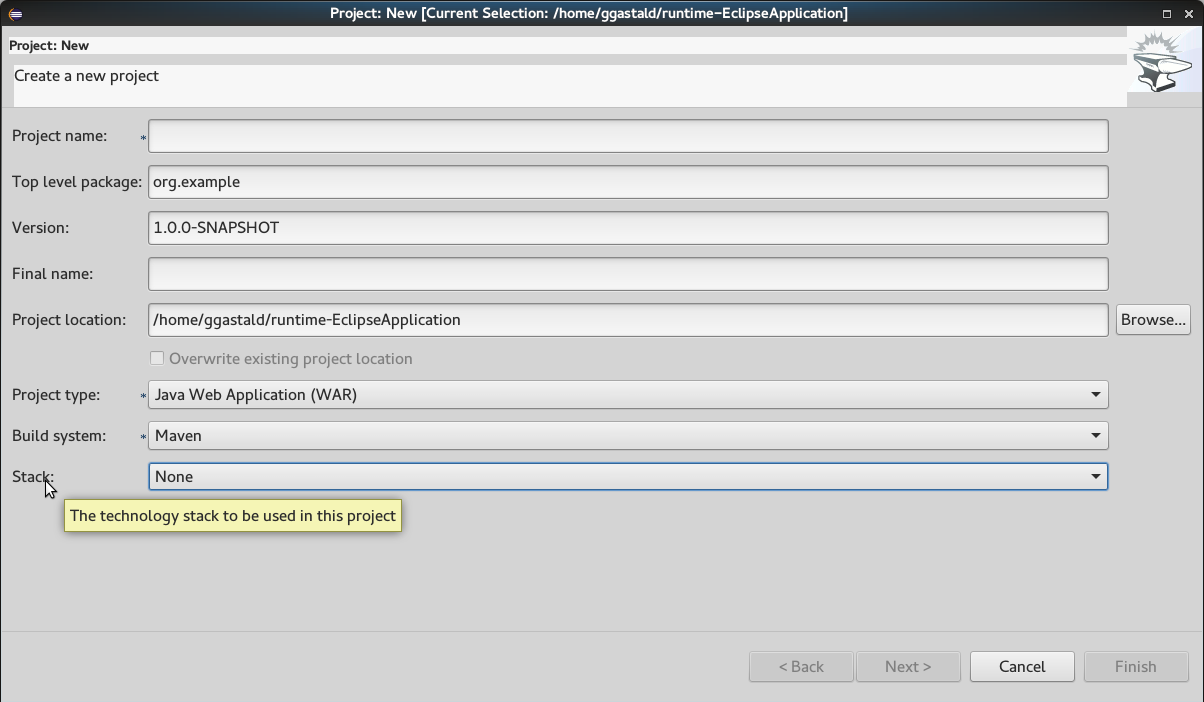 Project: New [Current Selection: /home/ggastald/runtime-EclipseApplication]
Project: New
Create a new project
Project name: *
Top level package: org.example
Version: 1.0.0-SNAPSHOT
Final name:
Project location: /home/ggastald/runtime-EclipseApplication Browse...
Overwrite existing project location
Project type: * Java Web Application (WAR)
Build system: * Maven
Stack: None
The technology stack to be used in this project
< Back Next > Cancel Finish